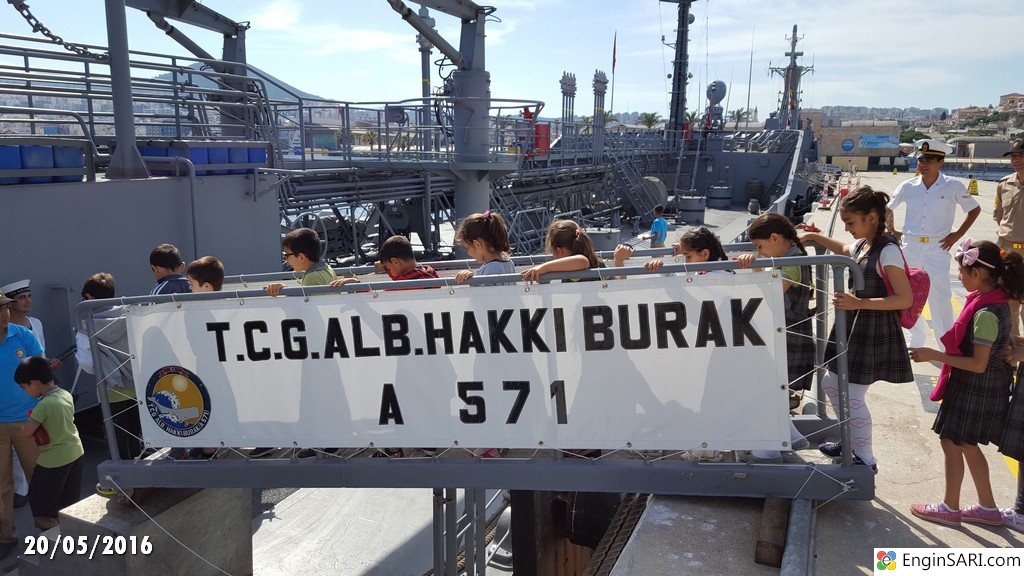 T.C.G.ALB.HAKKI BURAK
A 571
20/05/2016
EnginSARI.com